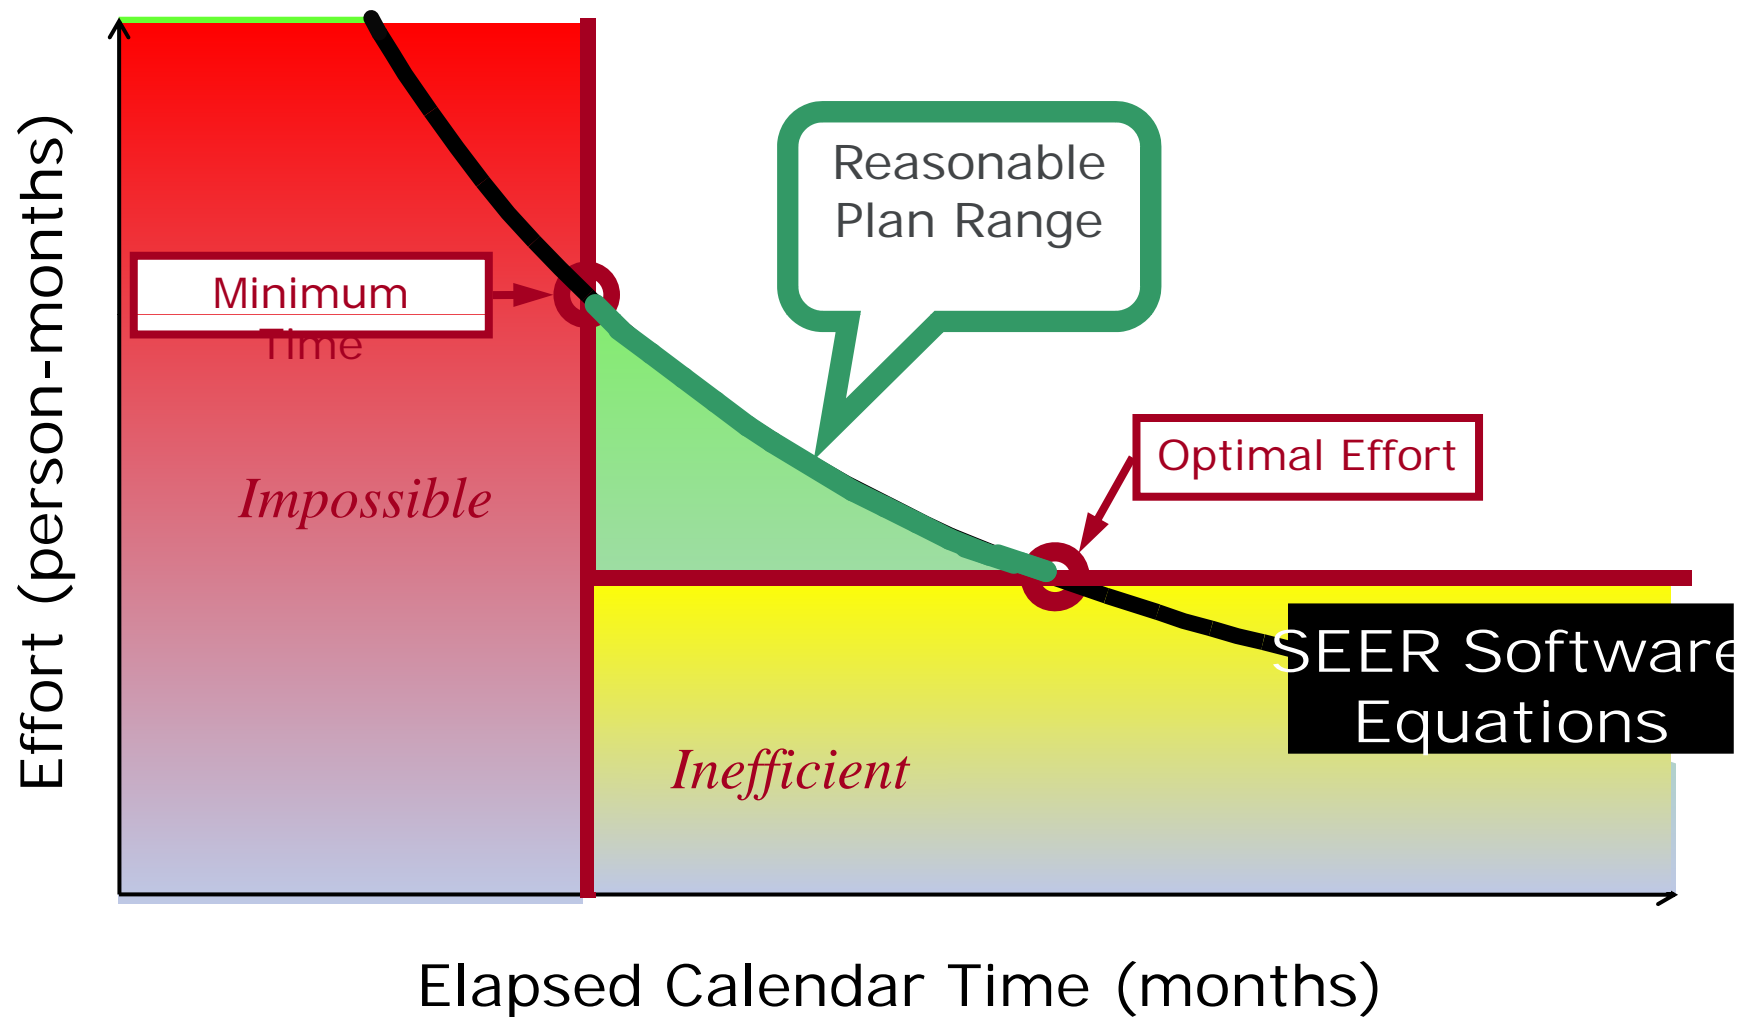 Effort (person-months)
Reasonable
Plan Range
Minimum
Time
Optimal Effort
Impossible
SEER Software
Equations
Inefficient
Elapsed Calendar Time (months)